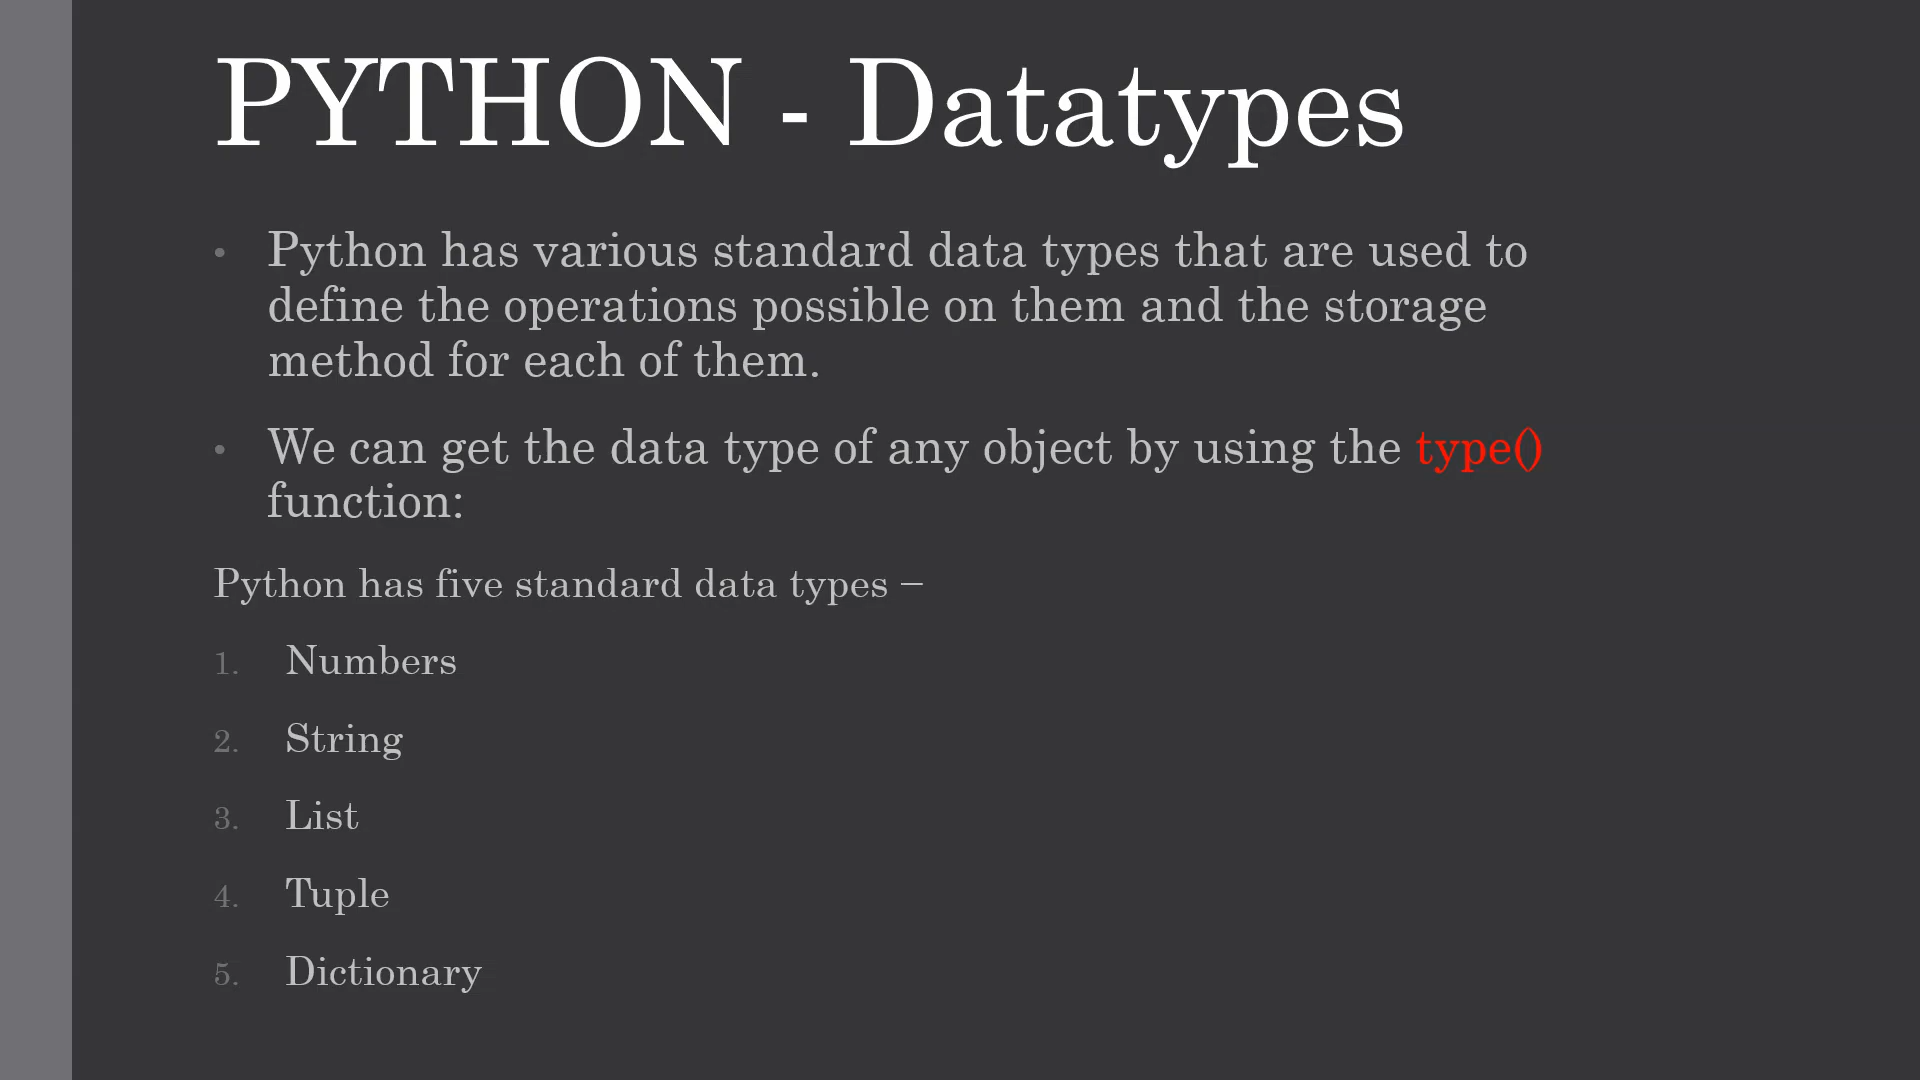 PYTHON - Datatypes
• Python has various standard data types that are used to
define the operations possible on them and the storage
method for each of them.
• We can get the data type of any object by using the type()
function:
Python has five standard data types –
1. Numbers
2. String
3. List
4. Tuple
5. Dictionary